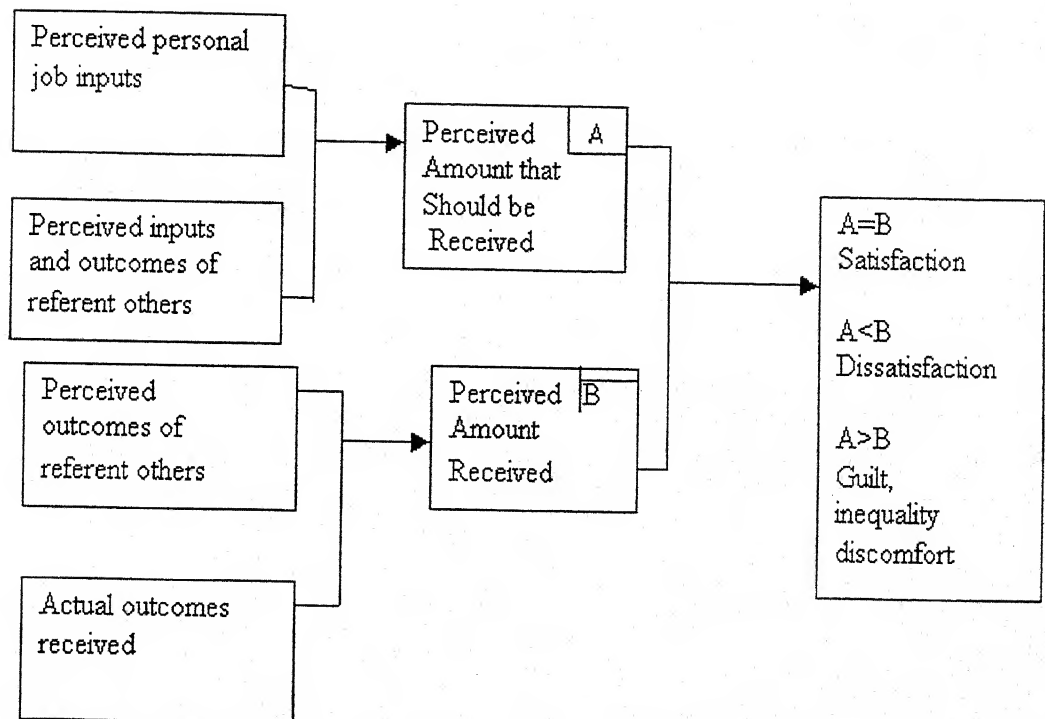 Perceived personal
job inputs
Perceived inputs
and outcomes of
referent others
Perceived
outcomes of
referent others
Actual outcomes
received
Perceived
Amount that
Should be
Received
A
Perceived
Amount
Received
B
A=B
Satisfaction
A<B
Dissatisfaction
A>B
Guilt,
inequality
discomfort